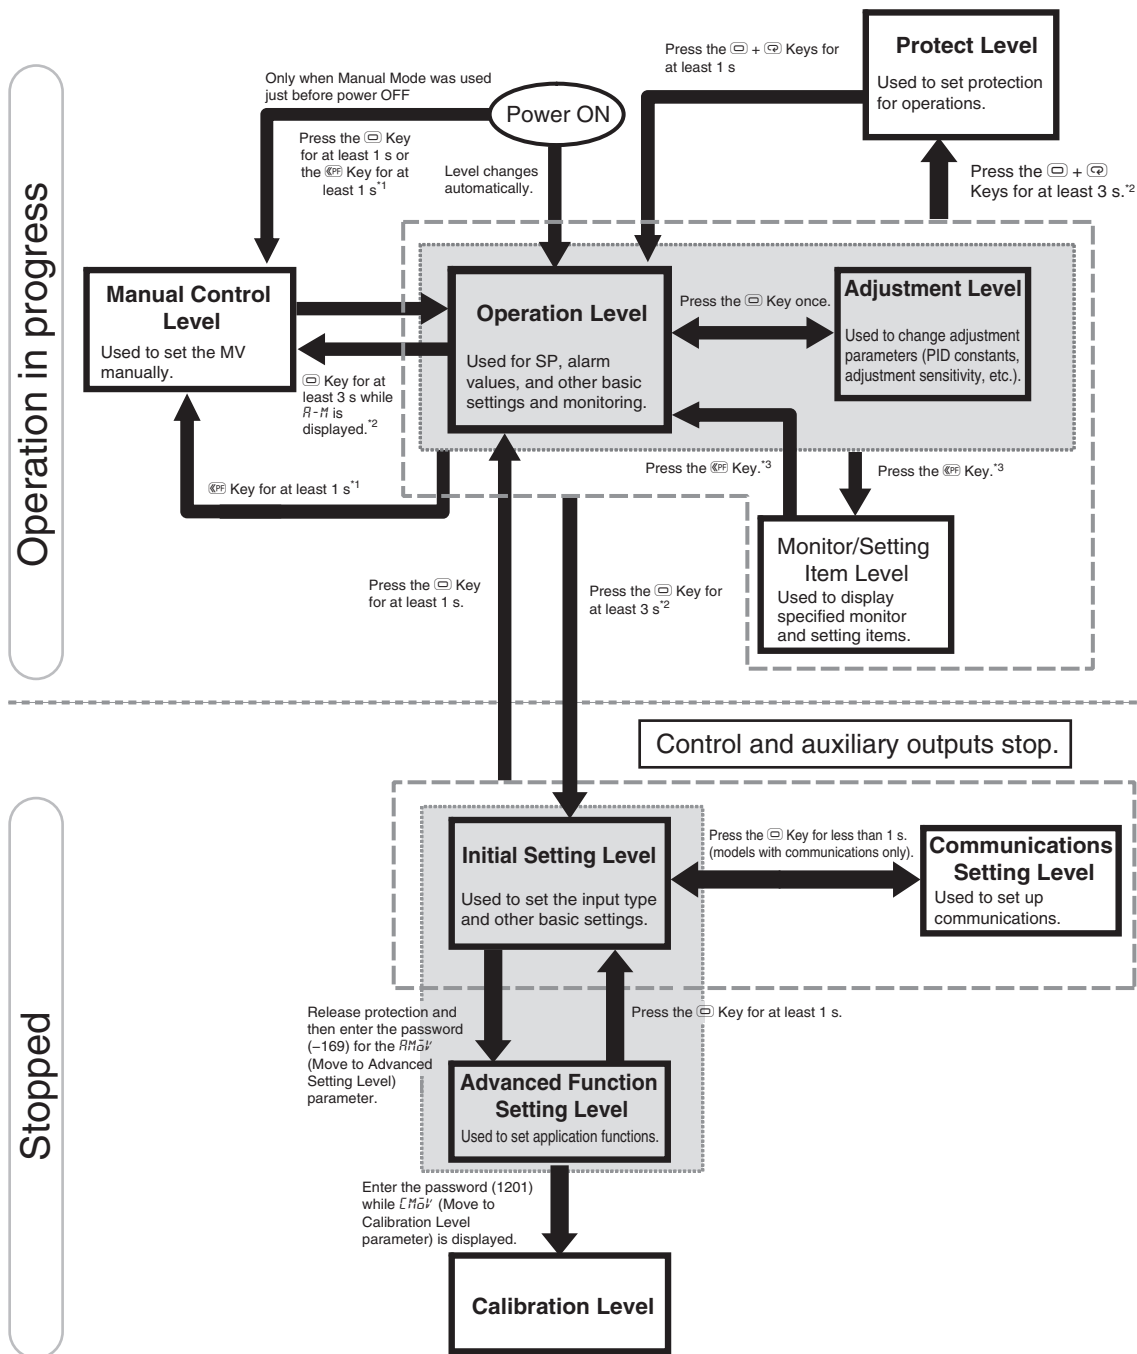 Operation in progress
Only when Manual Mode was used
just before power OFF
Power ON
Press the Key
for at least 1 s or
the PF Key for at
least 1 s*1
Level changes
automatically.
Press the + Keys for
at least 1 s
Protect Level
Used to set protection
for operations.
Press the +
Keys for at least 3 s.*2
Manual Control
Level
Used to set the MV
manually.
Key for at
least 3 s while
A-M is
displayed.*2
PF Key for at least 1 s*1
Operation Level
Used for SP, alarm
values, and other basic
settings and monitoring.
Press the Key once.
Adjustment Level
Used to change adjustment
parameters (PID constants,
adjustment sensitivity, etc.).
Press the PF Key.*3
Press the PF Key.*3
Monitor/Setting
Item Level
Used to display
specified monitor
and setting items.
Press the Key
for at least 1 s.
Press the Key for
at least 3 s*2
Control and auxiliary outputs stop.
Stopped
Initial Setting Level
Used to set the input type
and other basic settings.
Press the Key for less than 1 s.
(models with communications only).
Communications
Setting Level
Used to set up
communications.
Release protection and
then enter the password
(−169) for the AMOV
(Move to Advanced
Setting Level)
parameter.
Press the Key for at least 1 s.
Advanced Function
Setting Level
Used to set application functions.
Enter the password (1201)
while CMOV (Move to
Calibration Level
parameter) is displayed.
Calibration Level